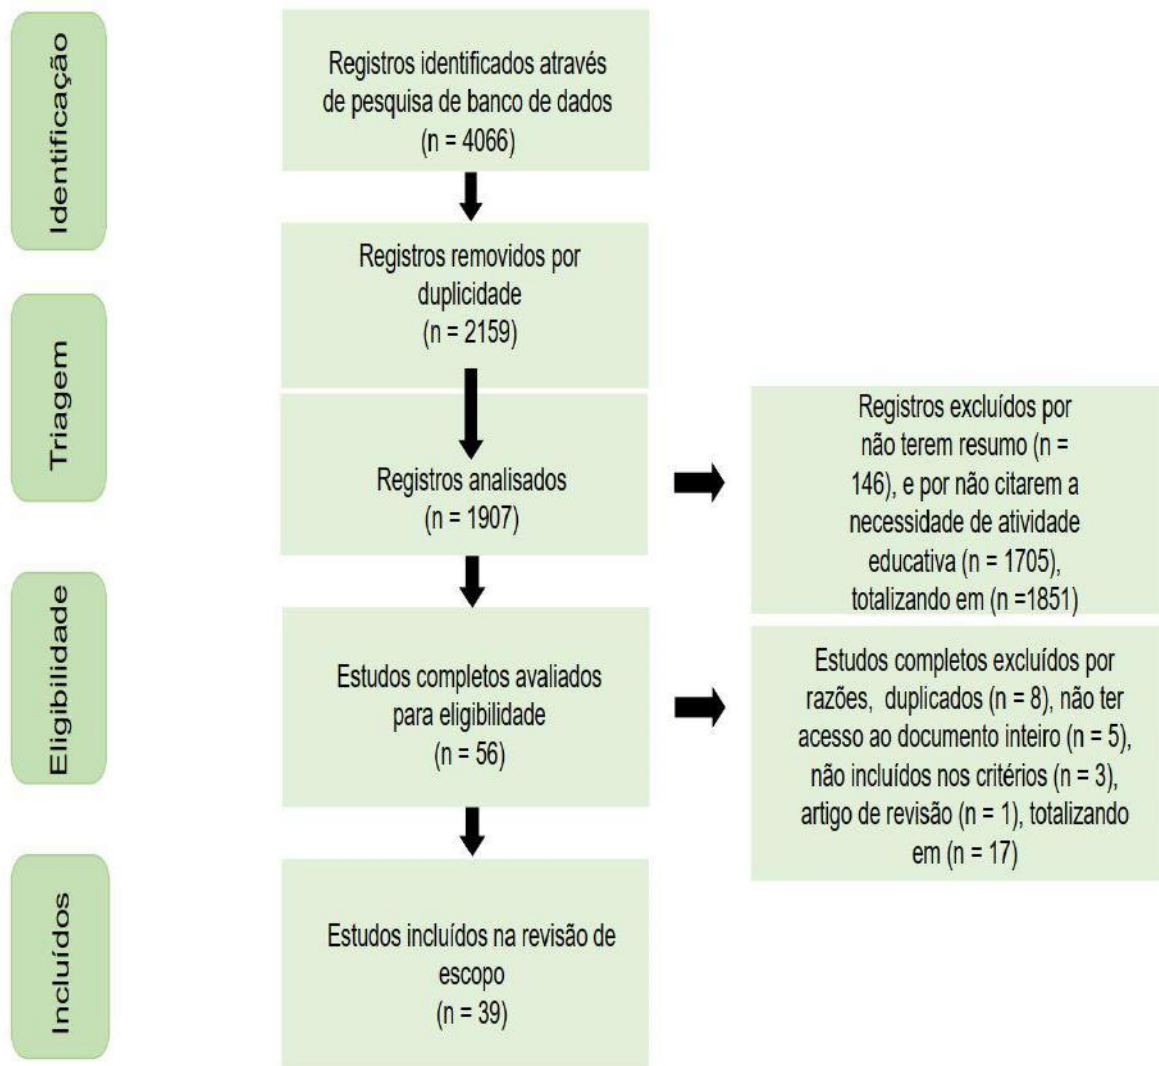 Identificação
Registros identificados através
de pesquisa de banco de dados
(n = 4066)
Registros removidos por
duplicidade
(n = 2159)
Triagem
Registros analisados
(n = 1907)
Registros excluídos por
não terem resumo (n =
146), e por não citarem a
necessidade de atividade
educativa (n = 1705),
totalizando em (n =1851)
Eligibilidade
Estudos completos avaliados
para eligibilidade
(n = 56)
Estudos completos excluídos por
razões, duplicados (n = 8), não ter
acesso ao documento inteiro (n = 5),
não incluídos nos critérios (n = 3),
artigo de revisão (n = 1), totalizando
em (n = 17)
Incluídos
Estudos incluídos na revisão de
escopo
(n = 39)